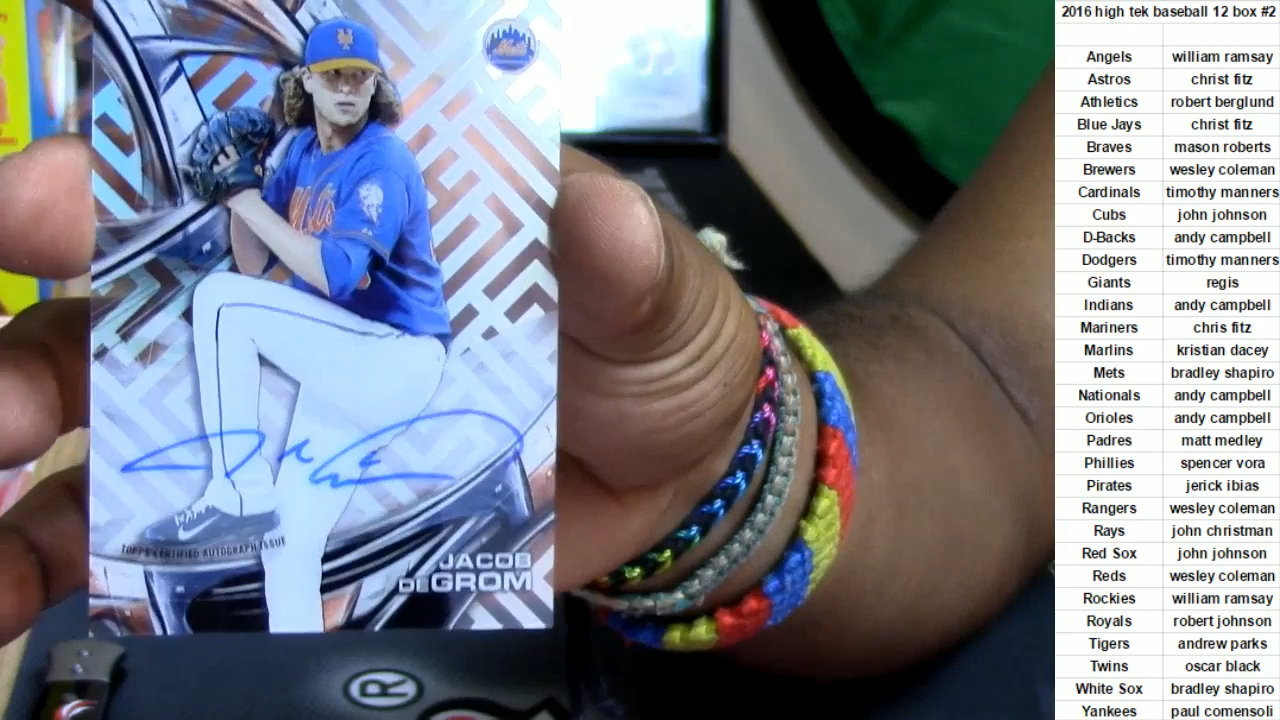 NY
Mets
Mets
TOPPS CERTIFIED AUTOGRAPH ISSUE
JACOB
DEGROM
®
2016 high tek baseball 12 box #2
Angels william ramsay
Astros christ fitz
Athletics robert berglund
Blue Jays christ fitz
Braves mason roberts
Brewers wesley coleman
Cardinals timothy manners
Cubs john johnson
D-Backs andy campbell
Dodgers timothy manners
Giants regis
Indians andy campbell
Mariners chris fitz
Marlins kristian dacey
Mets bradley shapiro
Nationals andy campbell
Orioles andy campbell
Padres matt medley
Phillies spencer vora
Pirates jerick ibias
Rangers wesley coleman
Rays john christman
Red Sox john johnson
Reds wesley coleman
Rockies william ramsay
Royals robert johnson
Tigers andrew parks
Twins oscar black
White Sox bradley shapiro
Yankees paul comensoli